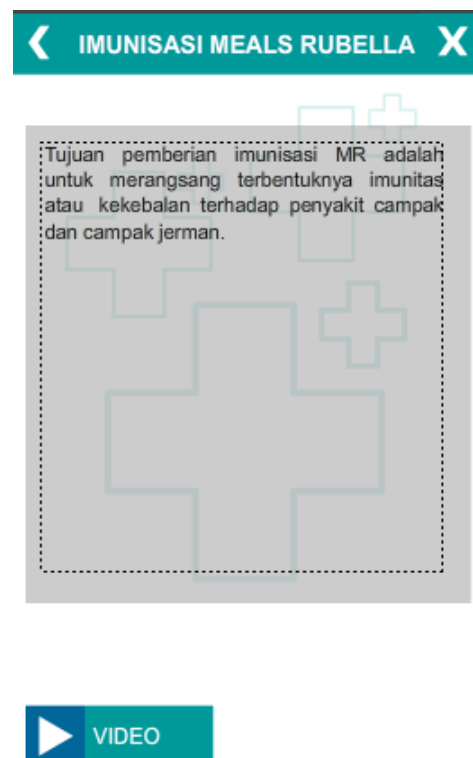 IMUNISASI MEALS RUBELLA X
Tujuan pemberian imunisasi MR adalah
untuk merangsang terbentuknya imunitas
atau kekebalan terhadap penyakit campak
dan campak jerman.
VIDEO